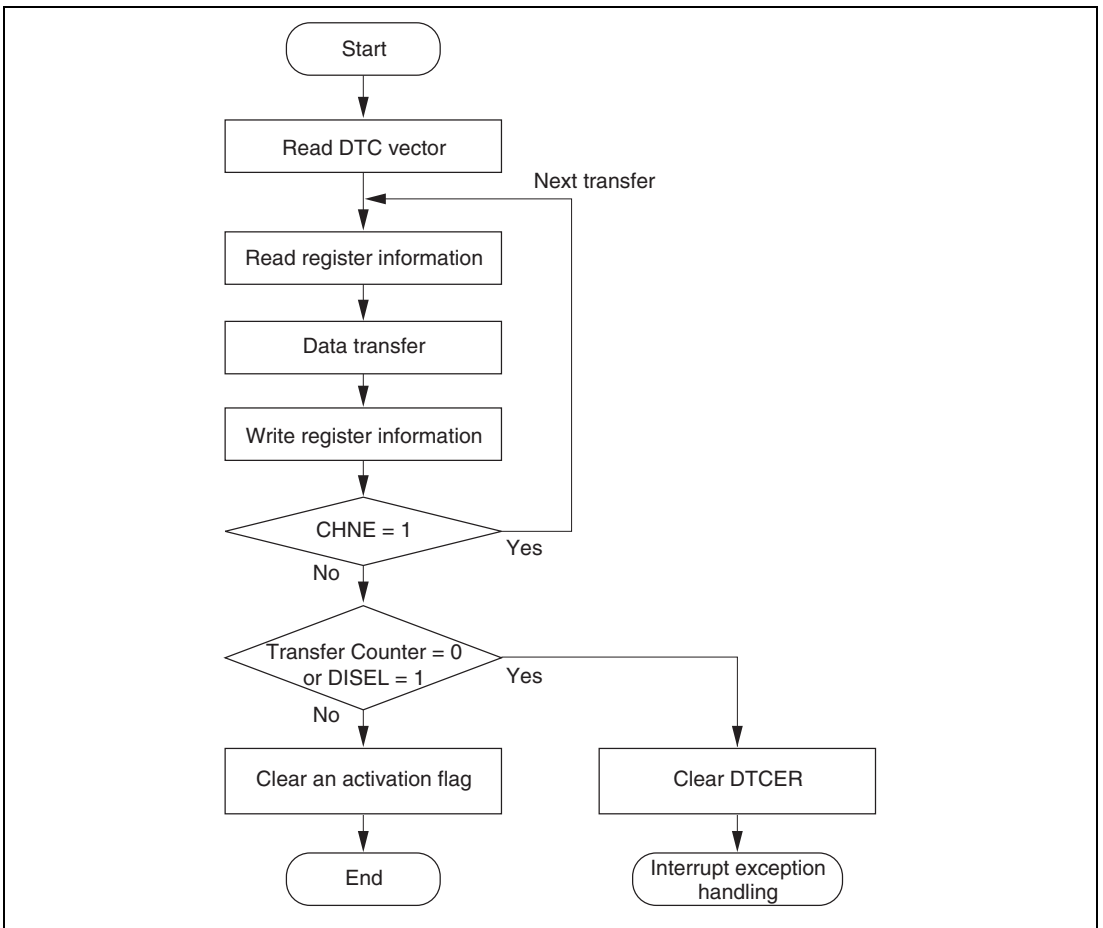 Start
Read DTC vector
Next transfer
Read register information
Data transfer
Write register information
CHNE = 1
Yes
No
Transfer Counter = 0
or DISEL = 1
Yes
No
Clear an activation flag
Clear DTCER
End
Interrupt exception
handling